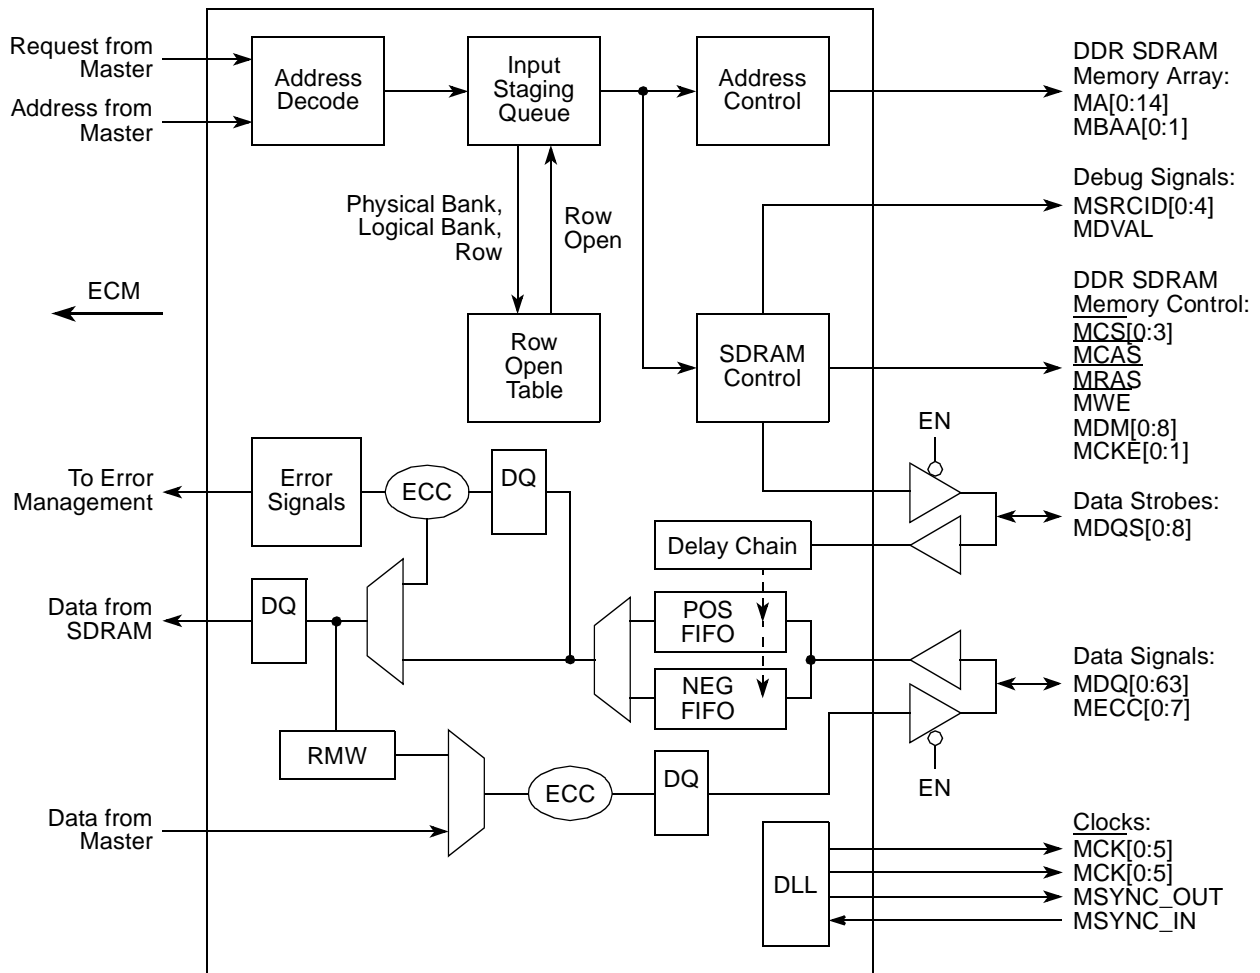 Request from
Master
Address from
Master
Address
Decode
Input
Staging
Queue
Address
Control
DDR SDRAM
Memory Array:
MA[0:14]
MBAA[0:1]
Physical Bank,
Logical Bank,
Row
Row
Open
Debug Signals:
MSRCID[0:4]
MDVAL
ECM
Row
Open
Table
SDRAM
Control
DDR SDRAM
Memory Control:
MCS[0:3]
MCAS
MRAS
MWE
MDM[0:8]
MCKE[0:1]
EN
To Error
Management
Error
Signals
ECC
DQ
Data Strobes:
MDQS[0:8]
Delay Chain
Data from
SDRAM
DQ
POS
FIFO
NEG
FIFO
Data Signals:
MDQ[0:63]
MECC[0:7]
RMW
ECC
DQ
EN
Data from
Master
DLL
Clocks:
MCK[0:5]
MCK[0:5]
MSYNC_OUT
MSYNC_IN